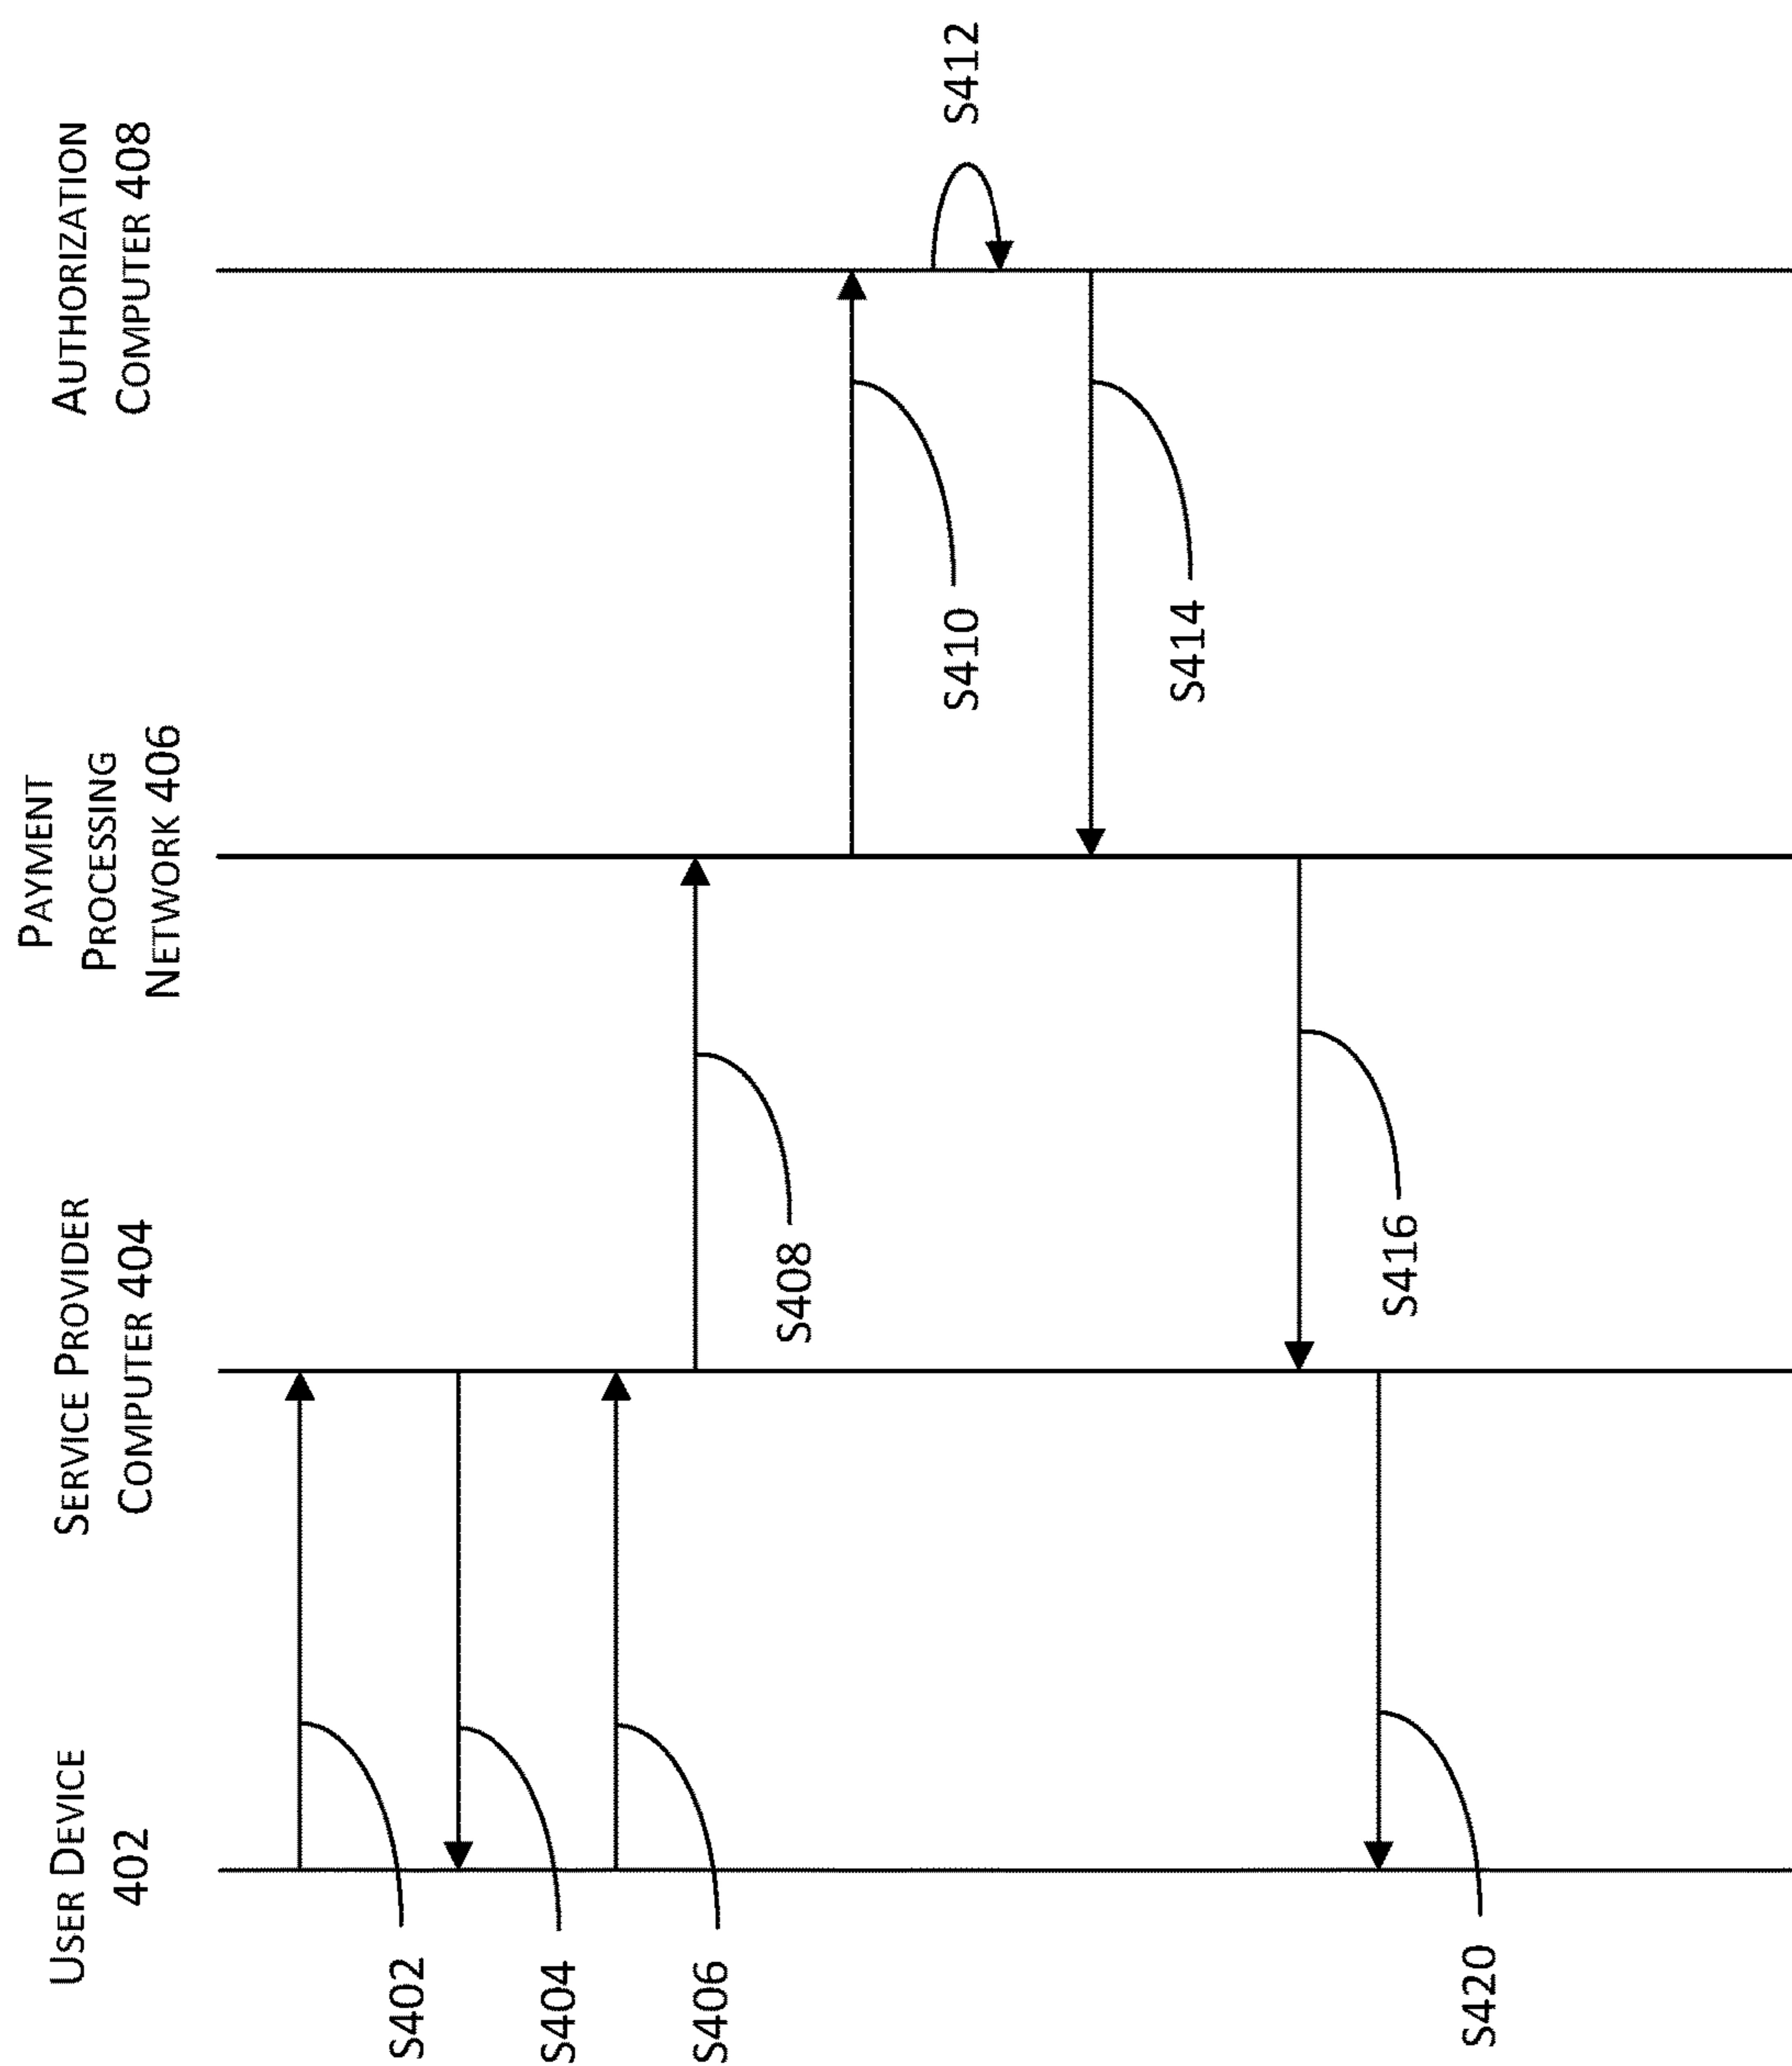 USER DEVICE
402
SERVICE PROVIDER
COMPUTER 404
PAYMENT
PROCESSING
NETWORK 406
AUTHORIZATION
COMPUTER 408
S402
S404
S406
S408
S410
S412
S414
S416
S420